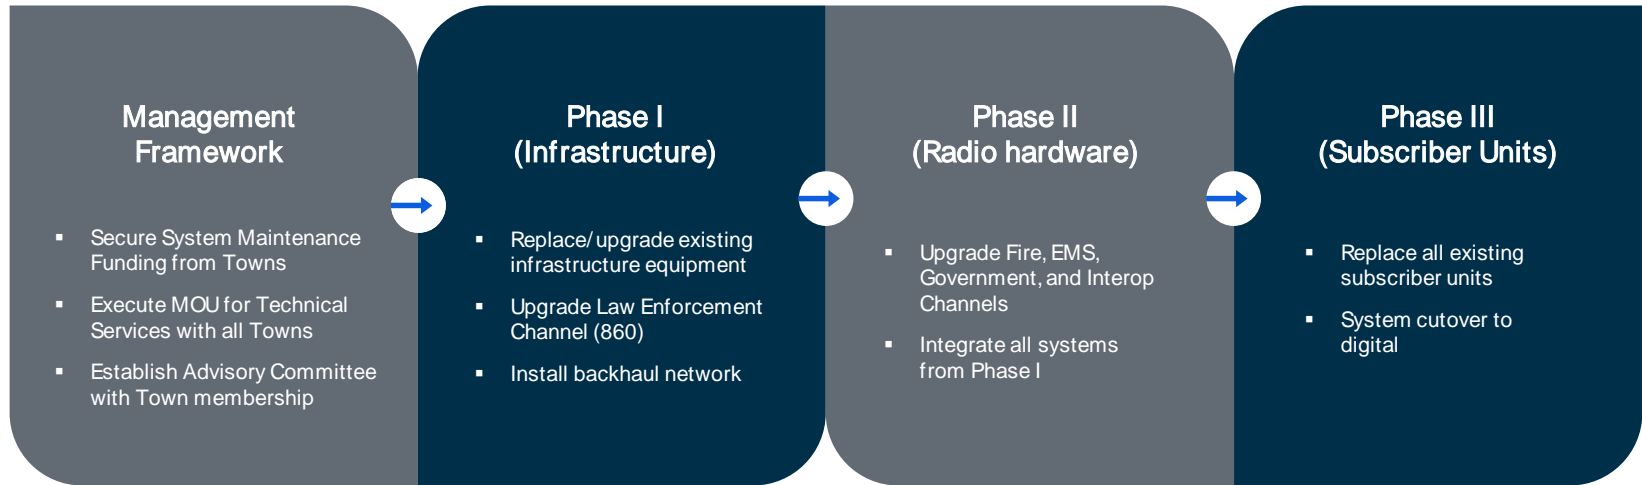 Management
Framework
▪ Secure System Maintenance
Funding from Towns
▪ Execute MOU for Technical
Services with all Towns
▪ Establish Advisory Committee
with Town membership
Phase I
(Infrastructure)
▪ Replace/upgrade existing
infrastructure equipment
▪ Upgrade Law Enforcement
Channel (860)
▪ Install backhaul network
Phase II
(Radio hardware)
▪ Upgrade Fire, EMS,
Government, and Interop
Channels
▪ Integrate all systems
from Phase I
Phase III
(Subscriber Units)
▪ Replace all existing
subscriber units
▪ System cutover to
digital